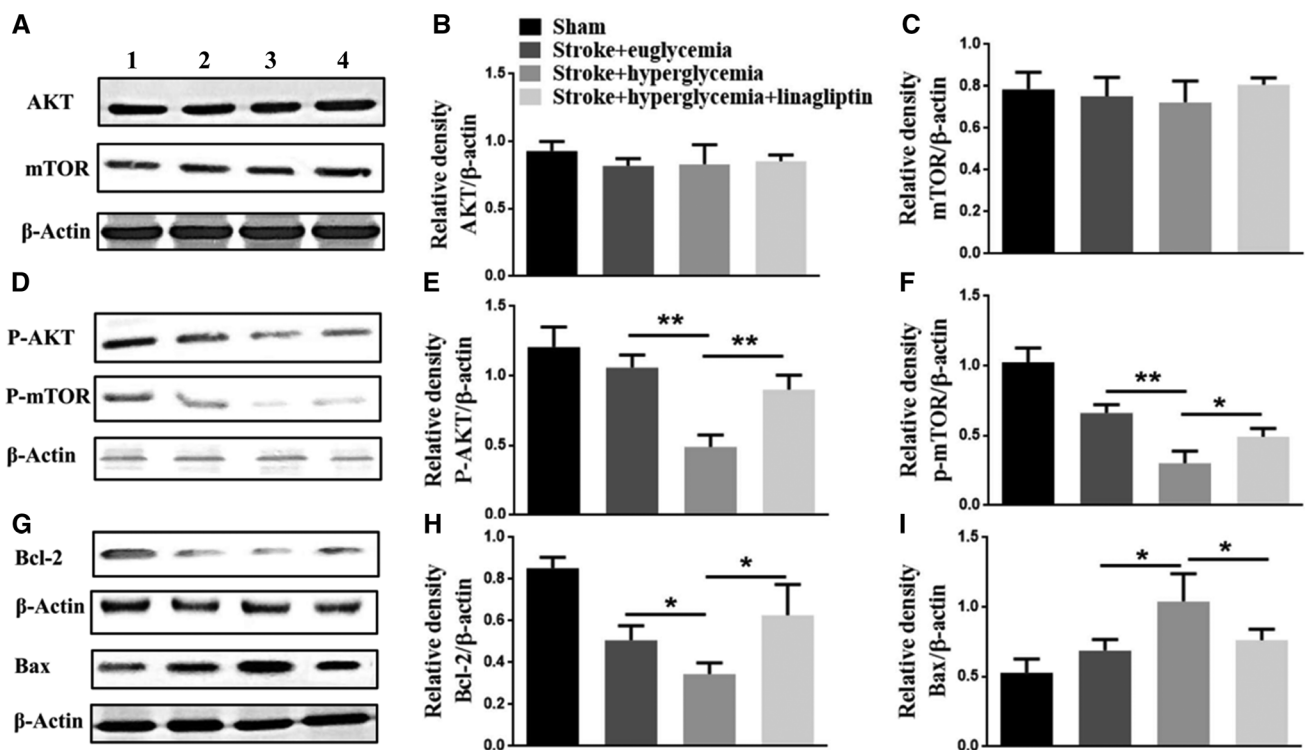 A
1 2 3 4
AKT
mTOR
β-Actin
B
Sham
Stroke+euglycemia
Stroke+hyperglycemia
Stroke+hyperglycemia+linagliptin
Relative density
AKT/β-actin
1.5
1.0
0.5
0.0
C
Relative density
mTOR/β-actin
1.0
0.8
0.6
0.4
0.2
0.0
D
P-AKT
P-mTOR
β-Actin
E
Relative density
P-AKT/β-actin
1.5
1.0
0.5
0.0
**
**
F
Relative density
p-mTOR/β-actin
1.5
1.0
0.5
0.0
**
*
G
Bcl-2
β-Actin
Bax
β-Actin
H
Relative density
Bcl-2/β-actin
1.0
0.8
0.6
0.4
0.2
0.0
*
*
I
Relative density
Bax/β-actin
1.5
1.0
0.5
0.0
*
*